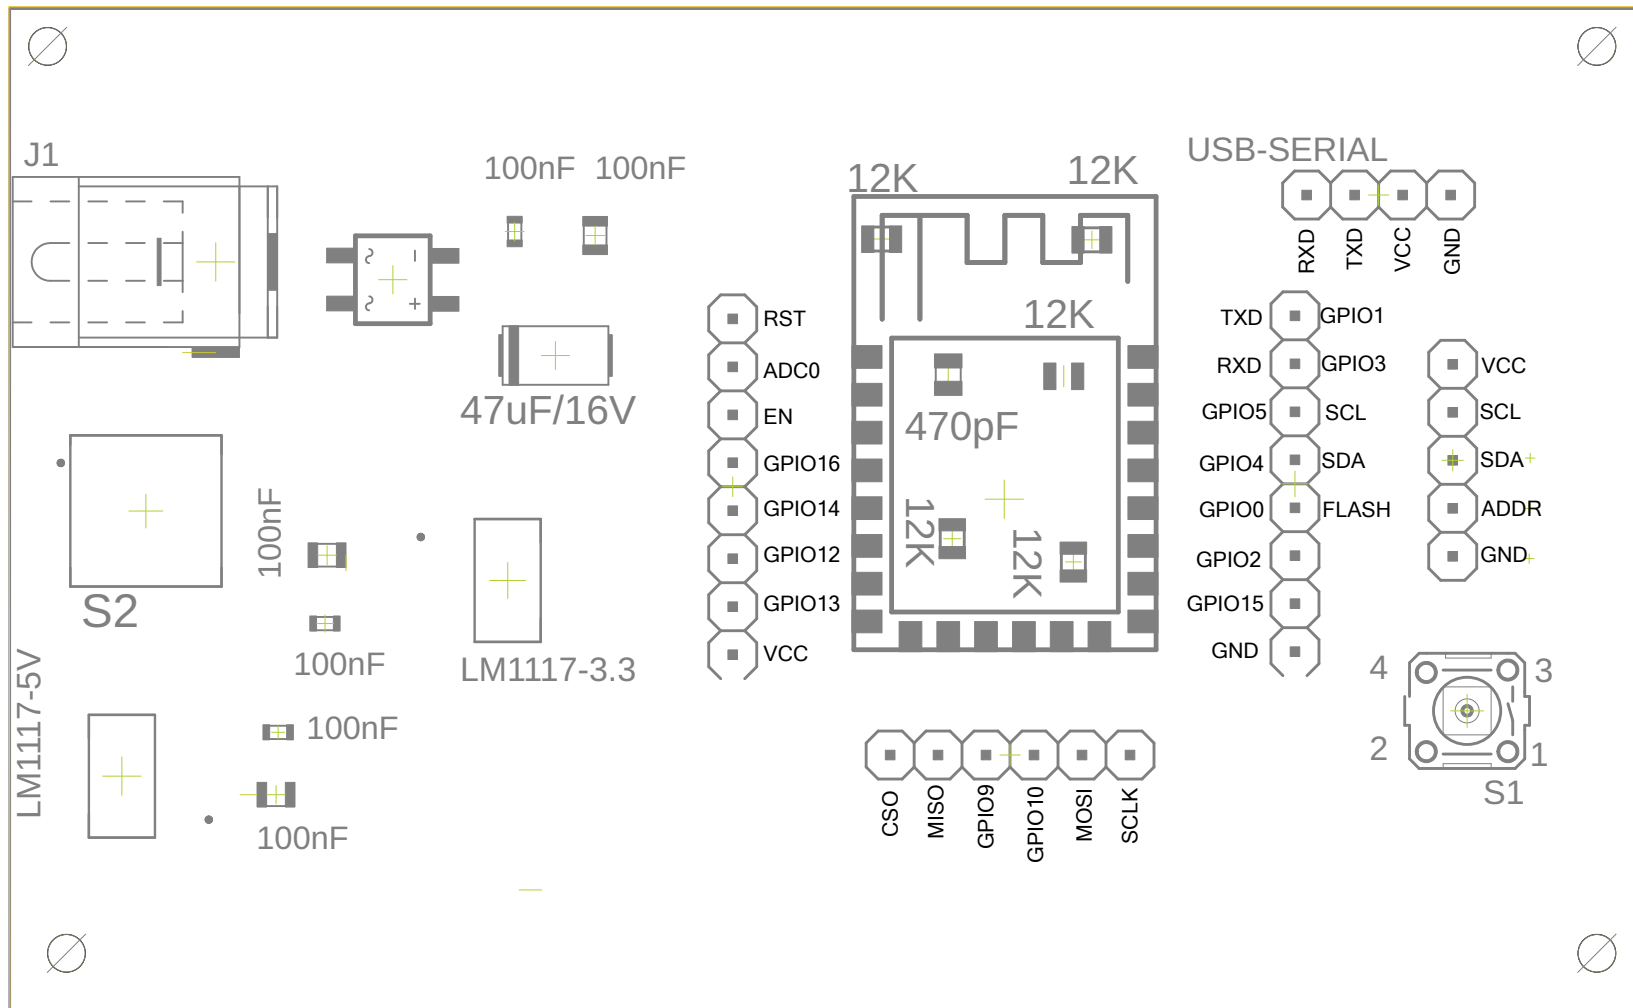 J1
100nF 100nF
47uF/16V
S2
100nF
100nF
LM1117-3.3
LM1117-5V
100nF
100nF
RST
ADC0
EN
GPIO16
GPIO14
GPIO12
GPIO13
VCC
12K
12K
12K
470pF
12K
12K
CSO
MISO
GPIO9
GPIO10
MOSI
SCLK
USB-SERIAL
RXD
TXD
VCC
GND
TXD GPIO1
RXD GPIO3
GPIO5 SCL
GPIO4 SDA
GPIO0 FLASH
GPIO2
GPIO15
GND
VCC
SCL
SDA
ADDR
GND
4 3
2 1
S1
~ -
~ +